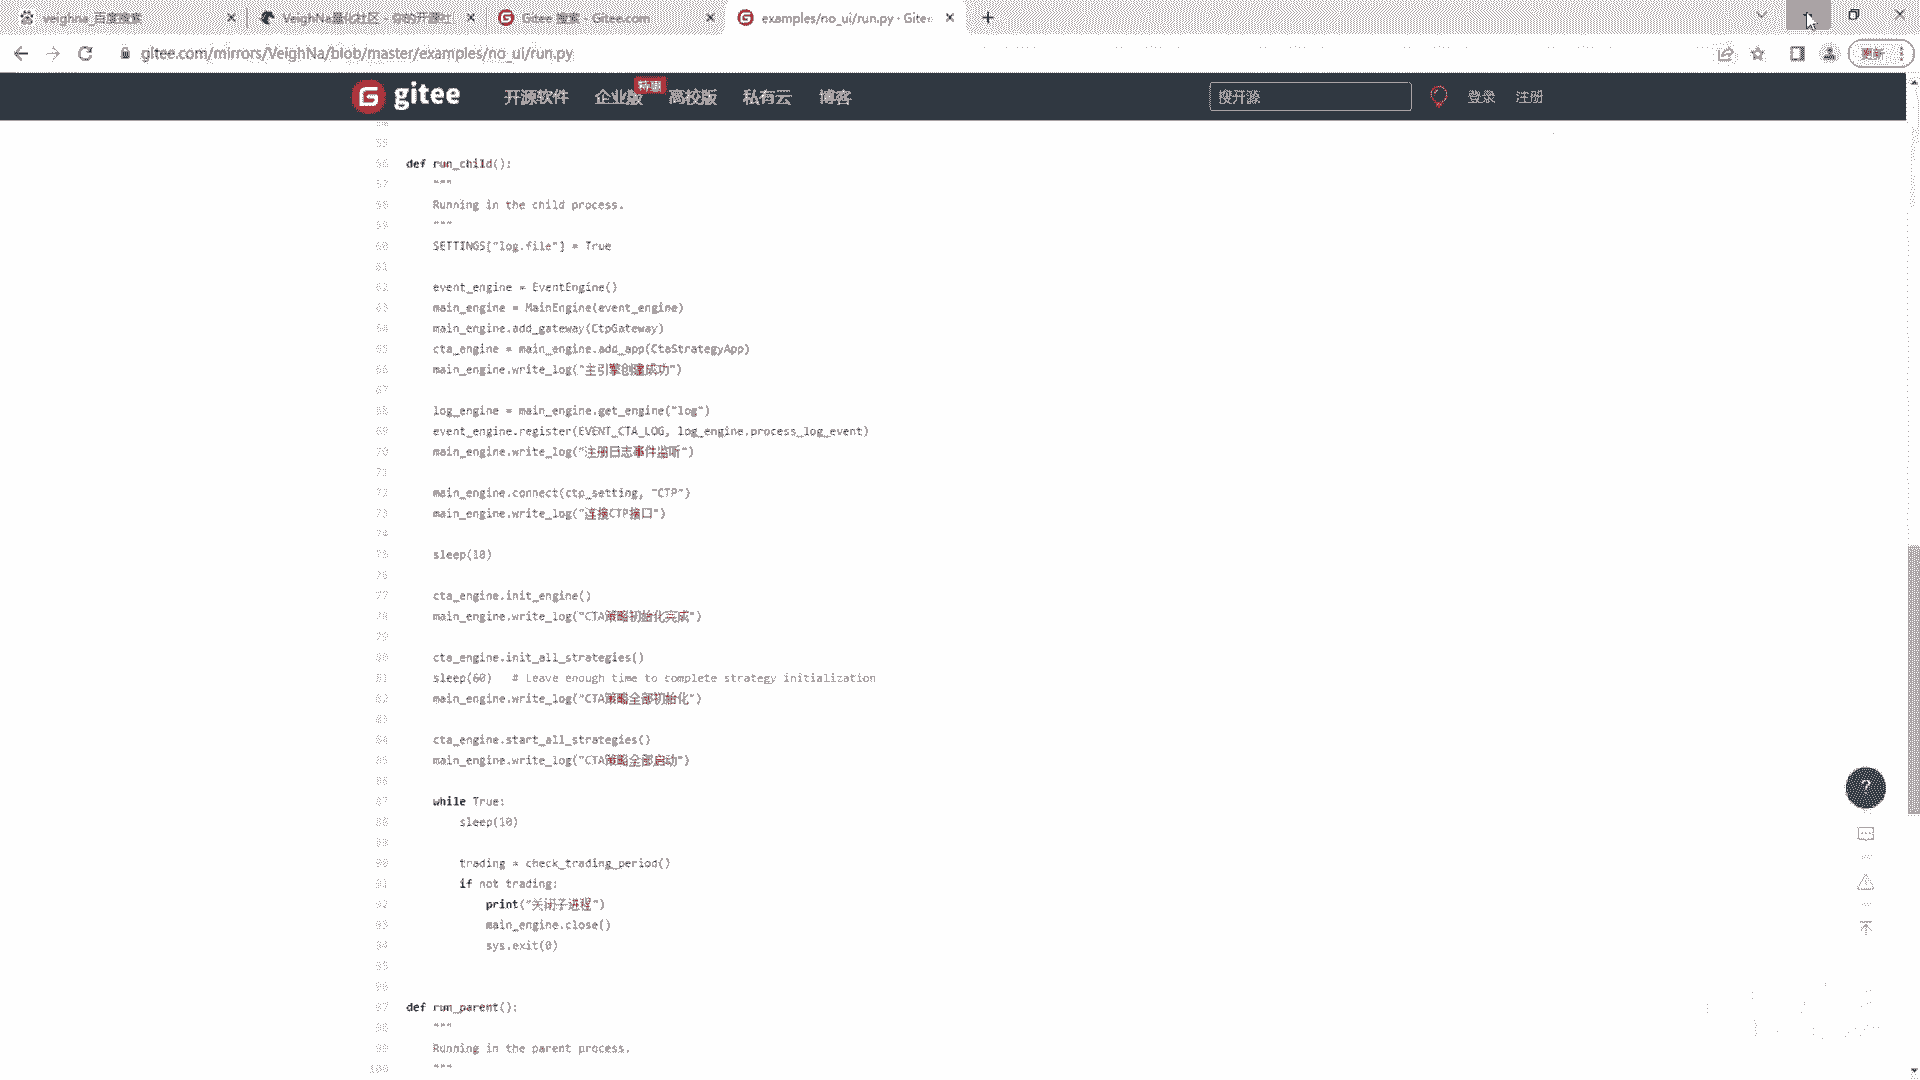 veighna_百度搜索
VeighNa量化社区 - 你的开源社
Gitee 搜索 - Gitee.com
examples/no_ui/run.py · Gite
gitee.com/mirrors/VeighNa/blob/master/examples/no_ui/run.py
更新
gitee
开源软件
企业版
特惠
高校版
私有云
博客
搜开源
登录
注册
55
56 def run_child():
57 """
58 Running in the child process.
59 """
60 SETTINGS["log.file"] = True
61
62 event_engine = EventEngine()
63 main_engine = MainEngine(event_engine)
64 main_engine.add_gateway(CtpGateway)
65 cta_engine = main_engine.add_app(CtaStrategyApp)
66 main_engine.write_log("主引擎创建成功")
67
68 log_engine = main_engine.get_engine("log")
69 event_engine.register(EVENT_CTA_LOG, log_engine.process_log_event)
70 main_engine.write_log("注册日志事件监听")
71
72 main_engine.connect(ctp_setting, "CTP")
73 main_engine.write_log("连接CTP接口")
74
75 sleep(10)
76
77 cta_engine.init_engine()
78 main_engine.write_log("CTA策略初始化完成")
79
80 cta_engine.init_all_strategies()
81 sleep(60) # Leave enough time to complete strategy initialization
82 main_engine.write_log("CTA策略全部初始化")
83
84 cta_engine.start_all_strategies()
85 main_engine.write_log("CTA策略全部启动")
86
87 while True:
88 sleep(10)
89
90 trading = check_trading_period()
91 if not trading:
92 print("关闭子进程")
93 main_engine.close()
94 sys.exit(0)
95
96
97 def run_parent():
98 """
99 Running in the parent process.
100 """